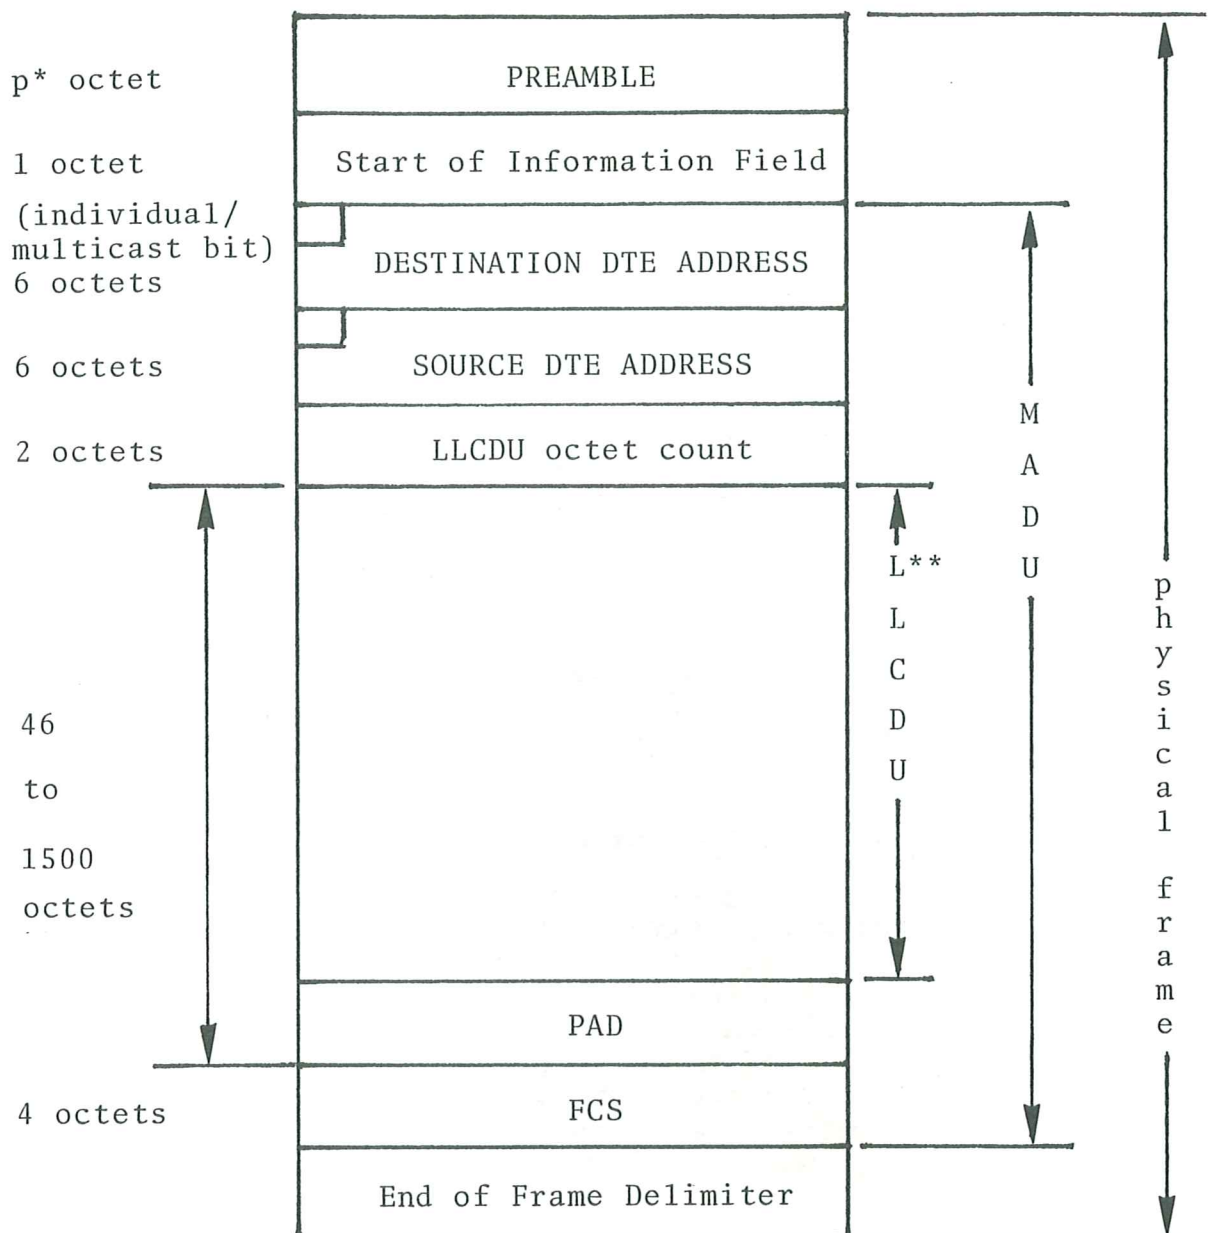 p* octet
PREAMBLE
1 octet
Start of Information Field
(individual/
multicast bit)
6 octets
DESTINATION DTE ADDRESS
6 octets
SOURCE DTE ADDRESS
2 octets
LLCDU octet count
46
to
1500
octets
L**
L
C
D
U
M
A
D
U
physical frame
PAD
4 octets
FCS
End of Frame Delimiter